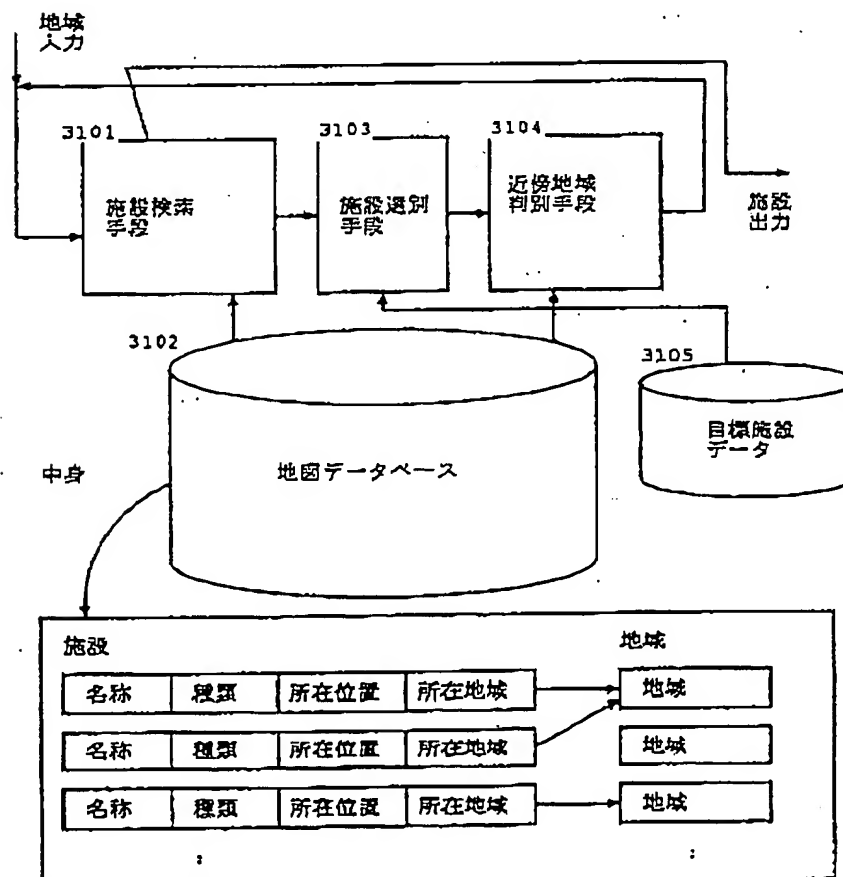 地域
入力
3101
3103
3104
施設検索
手段
施設選別
手段
近傍地域
判別手段
施設
出力
3102
3105
地図データベース
目標施設
データ
中身
施設
地域
名称 種類 所在位置 所在地域
地域
名称 種類 所在位置 所在地域
地域
名称 種類 所在位置 所在地域
地域
:
: